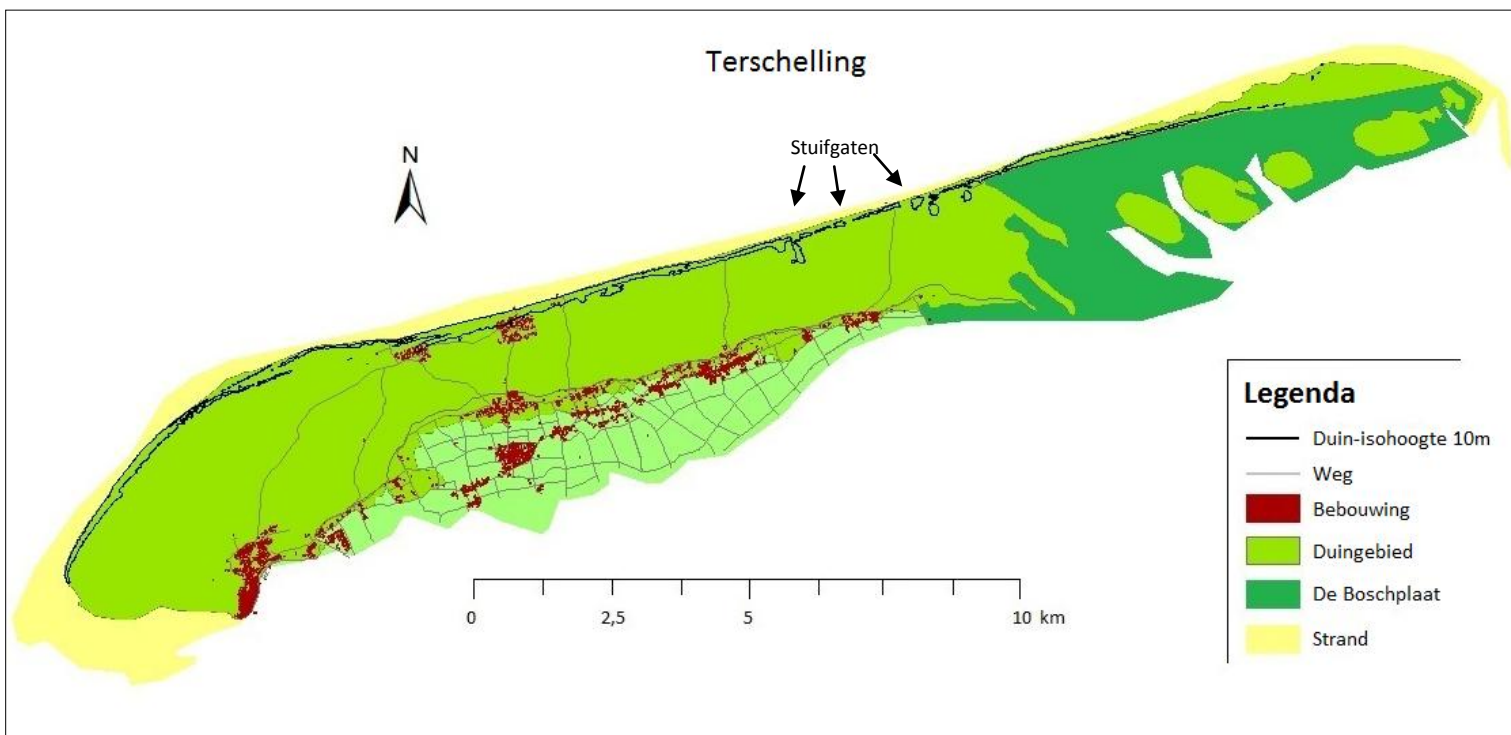 Terschelling
Stuifgaten
N
0 2,5 5 10 km
Legenda
Duin-isohoogte 10m
Weg
Bebouwing
Duingebied
De Boschplaat
Strand